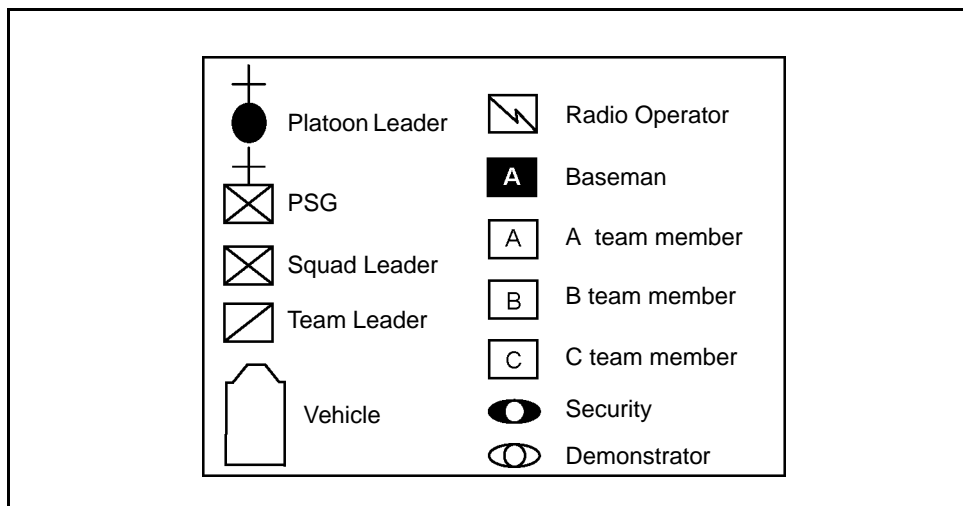 Platoon Leader
PSG
Squad Leader
Team Leader
Vehicle
Radio Operator
A Baseman
A A team member
B B team member
C C team member
Security
Demonstrator